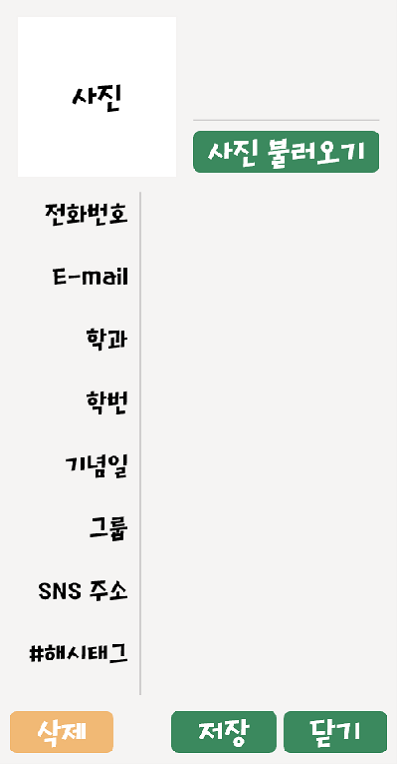 사진
사진 불러오기
전화번호
E-mail
학과
학번
기념일
그룹
SNS 주소
#해시태그
삭제
저장
닫기